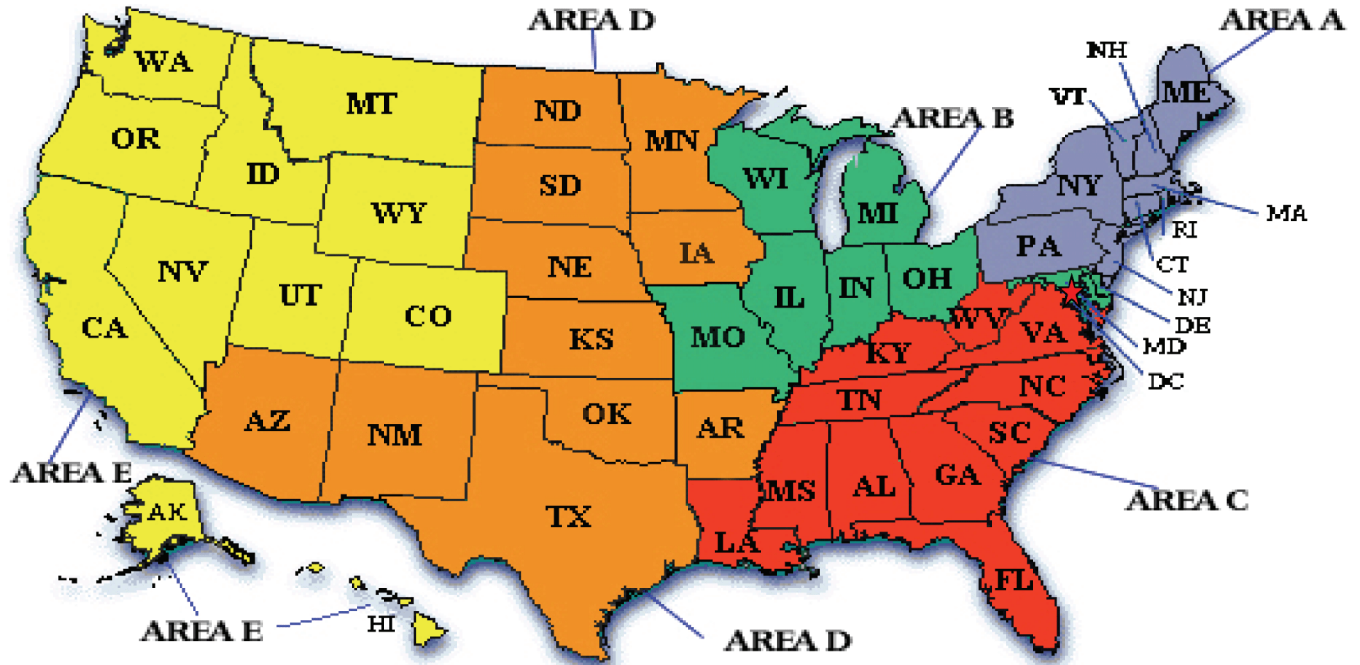 AREA D
AREA A
NH
WA
VT
ME
MT
ND
MN
AREA B
OR
ID
SD
WI
MI
NY
MA
WY
RI
PA
IA
NV
NE
CT
UT
IL
IN
OH
NJ
CA
CO
DE
WV
VA
MD
KS
MO
KY
DC
TN
NC
AZ
NM
OK
AR
SC
AREA E
GA
AREA C
MS
AL
AK
TX
LA
FL
AREA E
HI
AREA D